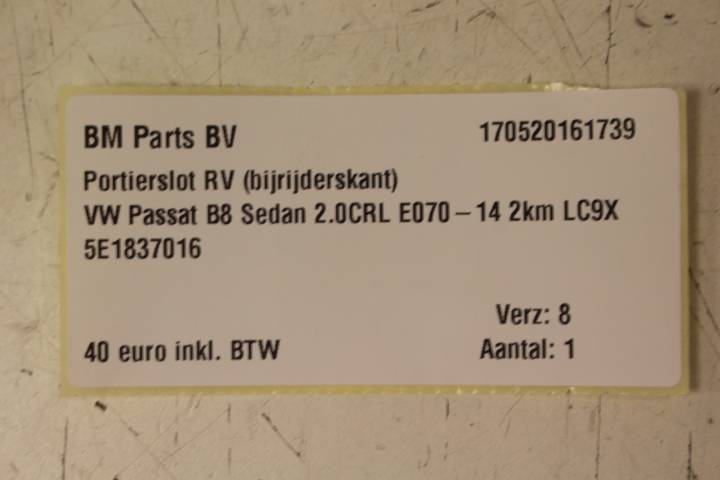 BM Parts BV 170520161739
Portierslot RV (bijrijderskant)
VW Passat B8 Sedan 2.0CRL E070-14 2km LC9X
5E1837016
Verz: 8
40 euro inkl. BTW Aantal: 1